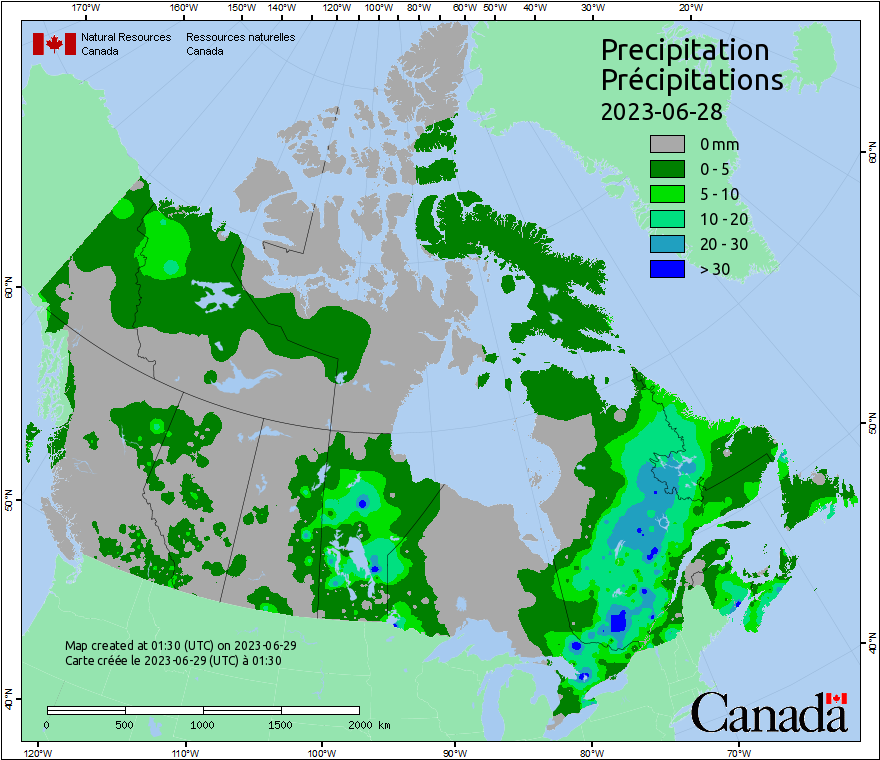 170°W 160°W 150°W 140°W 120°W 100°W 80°W 60°W 50°W 40°W 30°W 20°W
Natural Resources Ressources naturelles
Canada Canada
Precipitation
Précipitations
2023-06-28
0 mm
0 - 5
5 - 10
10 - 20
20 - 30
> 30
60°N
60°N
50°N
50°N
40°N
40°N
Map created at 01:30 (UTC) on 2023-06-29
Carte créée le 2023-06-29 (UTC) à 01:30
0 500 1000 1500 2000 km
Canada
120°W 110°W 100°W 90°W 80°W 70°W